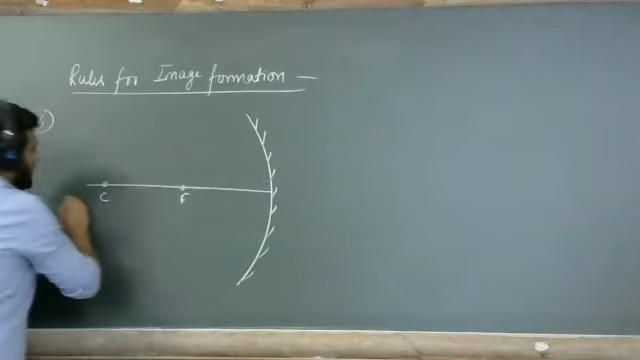 Rules for Image formation —
C F